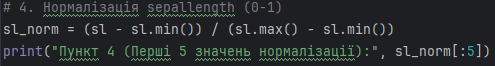 # 4. Нормалізація sepallength (0-1)
sl_norm = (sl - sl.min()) / (sl.max() - sl.min())
print("Пункт 4 (Перші 5 значень нормалізації):", sl_norm[:5])